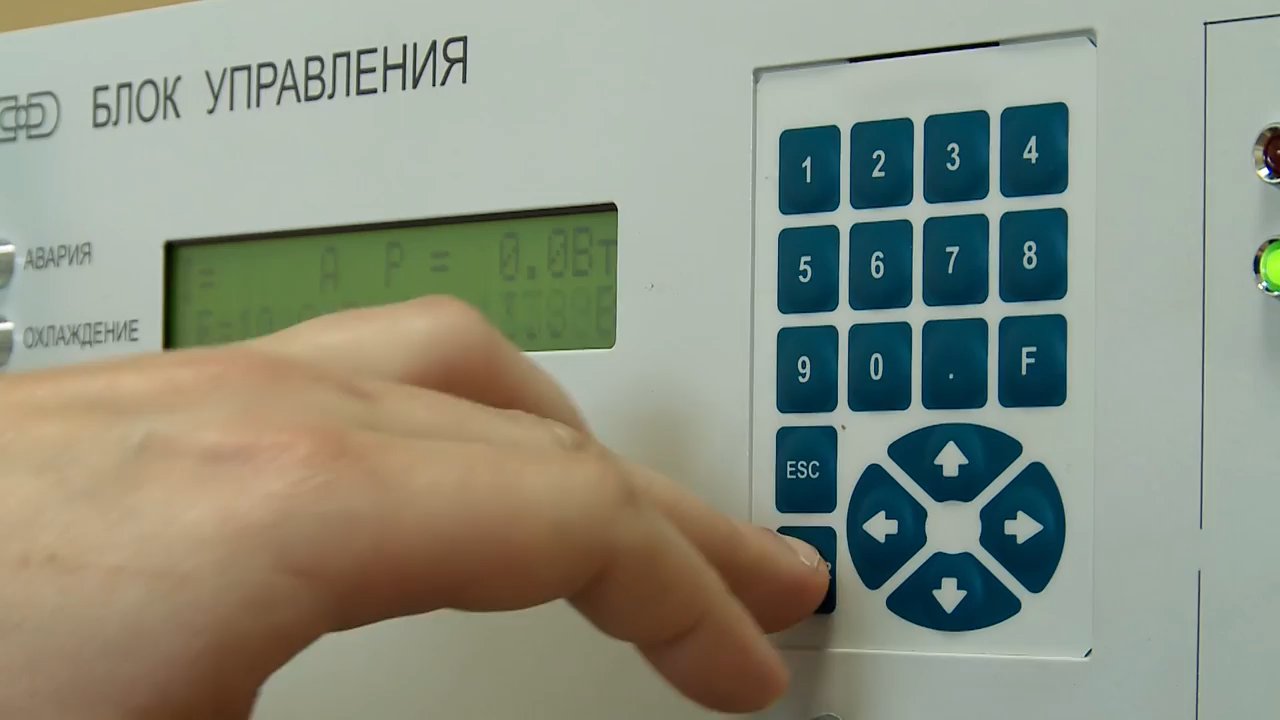 БЛОК УПРАВЛЕНИЯ
АВАРИЯ
ОХЛАЖДЕНИЕ
A P = 0.0Вт
1 2 3 4
5 6 7 8
9 0 . F
ESC